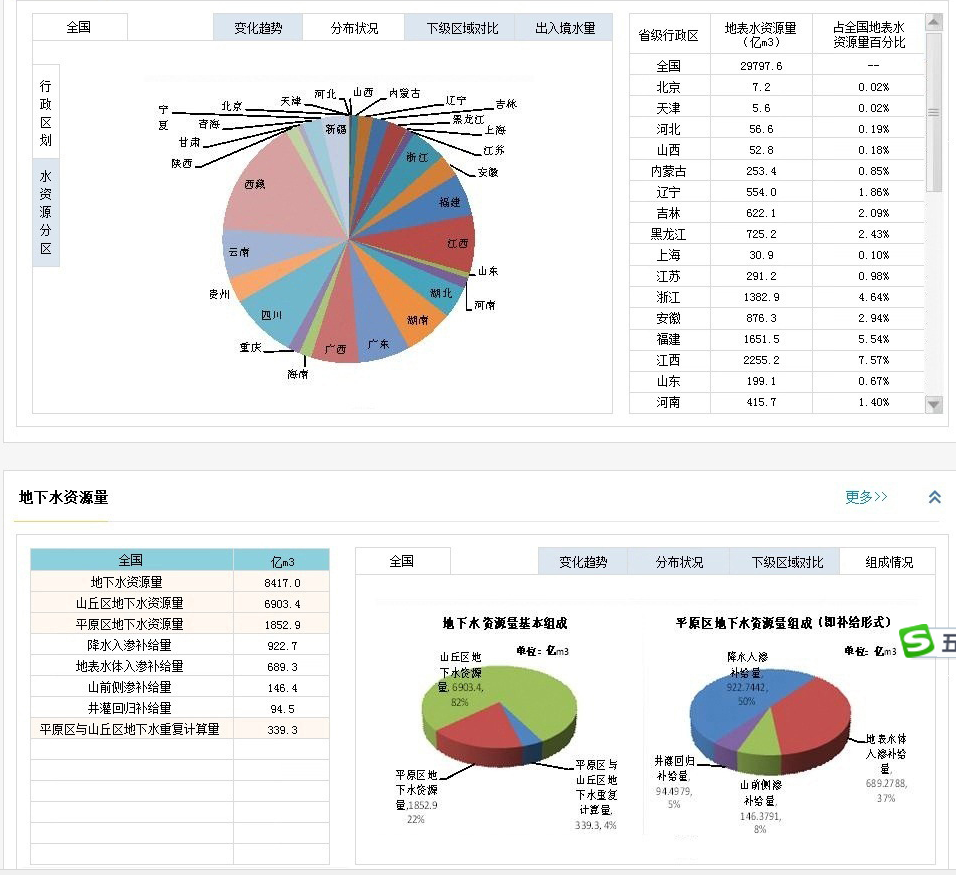 全国
变化趋势
分布状况
下级区域对比
出入境水量
行
政
区
划
水
资
源
分
区
河北
山西
内蒙古
天津
辽宁
吉林
北京
宁
夏
青海
黑龙江
上海
甘肃
江苏
陕西
安徽
新疆
浙江
西藏
福建
江西
云南
山东
贵州
湖北
河南
四川
湖南
重庆
广西
广东
海南
省级行政区 地表水资源量（亿m3） 占全国地表水资源量百分比
全国 29797.6 --
北京 7.2 0.02%
天津 5.6 0.02%
河北 56.6 0.19%
山西 52.8 0.18%
内蒙古 253.4 0.85%
辽宁 554.0 1.86%
吉林 622.1 2.09%
黑龙江 725.2 2.43%
上海 30.9 0.10%
江苏 291.2 0.98%
浙江 1382.9 4.64%
安徽 876.3 2.94%
福建 1651.5 5.54%
江西 2255.2 7.57%
山东 199.1 0.67%
河南 415.7 1.40%
地下水资源量
更多>>
全国 亿m3
地下水资源量 8417.0
山丘区地下水资源量 6903.4
平原区地下水资源量 1852.9
降水入渗补给量 922.7
地表水体入渗补给量 689.3
山前侧渗补给量 146.4
井灌回归补给量 94.5
平原区与山丘区地下水重复计算量 339.3
全国
变化趋势
分布状况
下级区域对比
组成情况
地下水资源量基本组成
单位：亿m3
山丘区地
下水资源
量, 6903.4,
82%
平原区地
下水资源
量,1852.9
22%
平原区与
山丘区地
下水重复
计算量,
339.3, 4%
平原区地下水资源量组成（即补给形式）
单位：亿m3
降水入渗
补给量,
922.7442,
50%
地表水体
入渗补给
量,
689.2788,
37%
井灌回归
补给量,
94.4979,
5%
山前侧渗
补给量,
146.3791,
8%
S
五